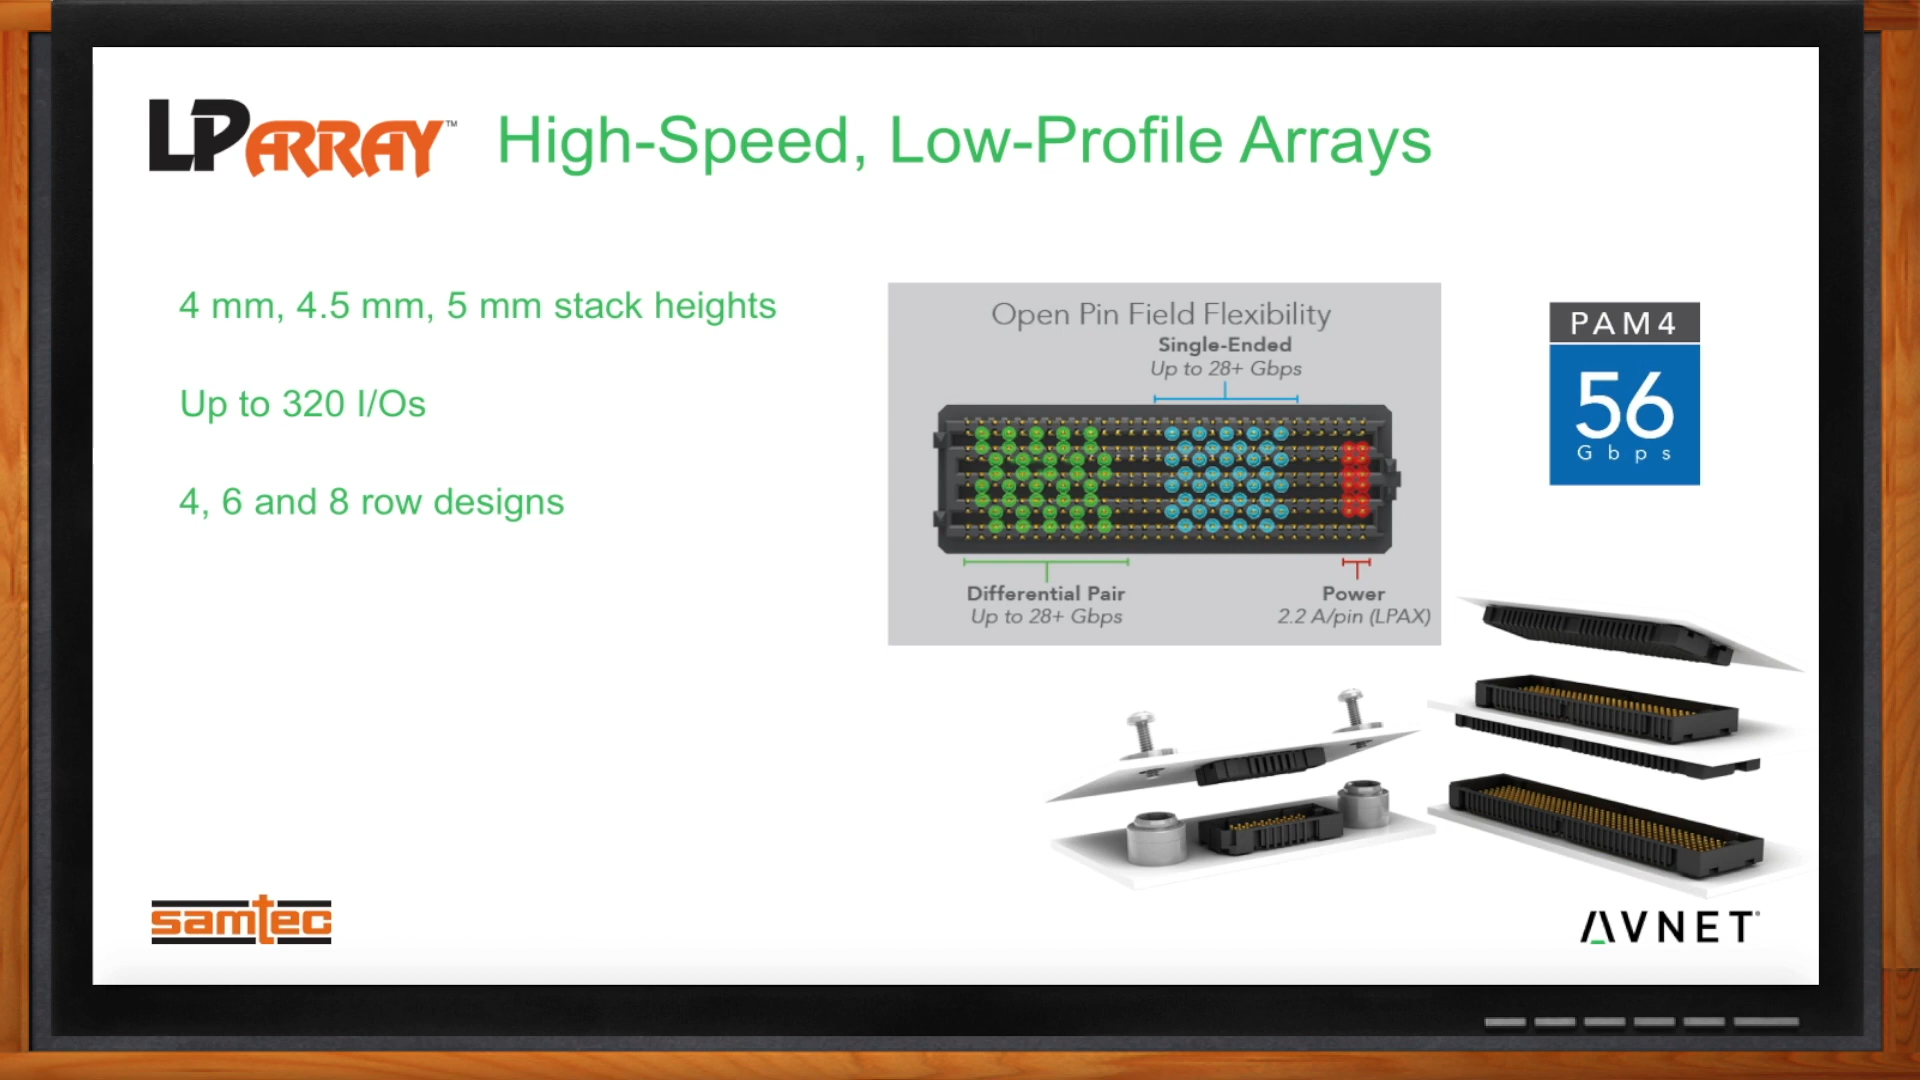 LPARRAY™ High-Speed, Low-Profile Arrays
4 mm, 4.5 mm, 5 mm stack heights
Up to 320 I/Os
4, 6 and 8 row designs
Open Pin Field Flexibility
Single-Ended
Up to 28+ Gbps
Differential Pair
Up to 28+ Gbps
Power
2.2 A/pin (LPAX)
PAM4
56
Gbps
samtec
AVNET®